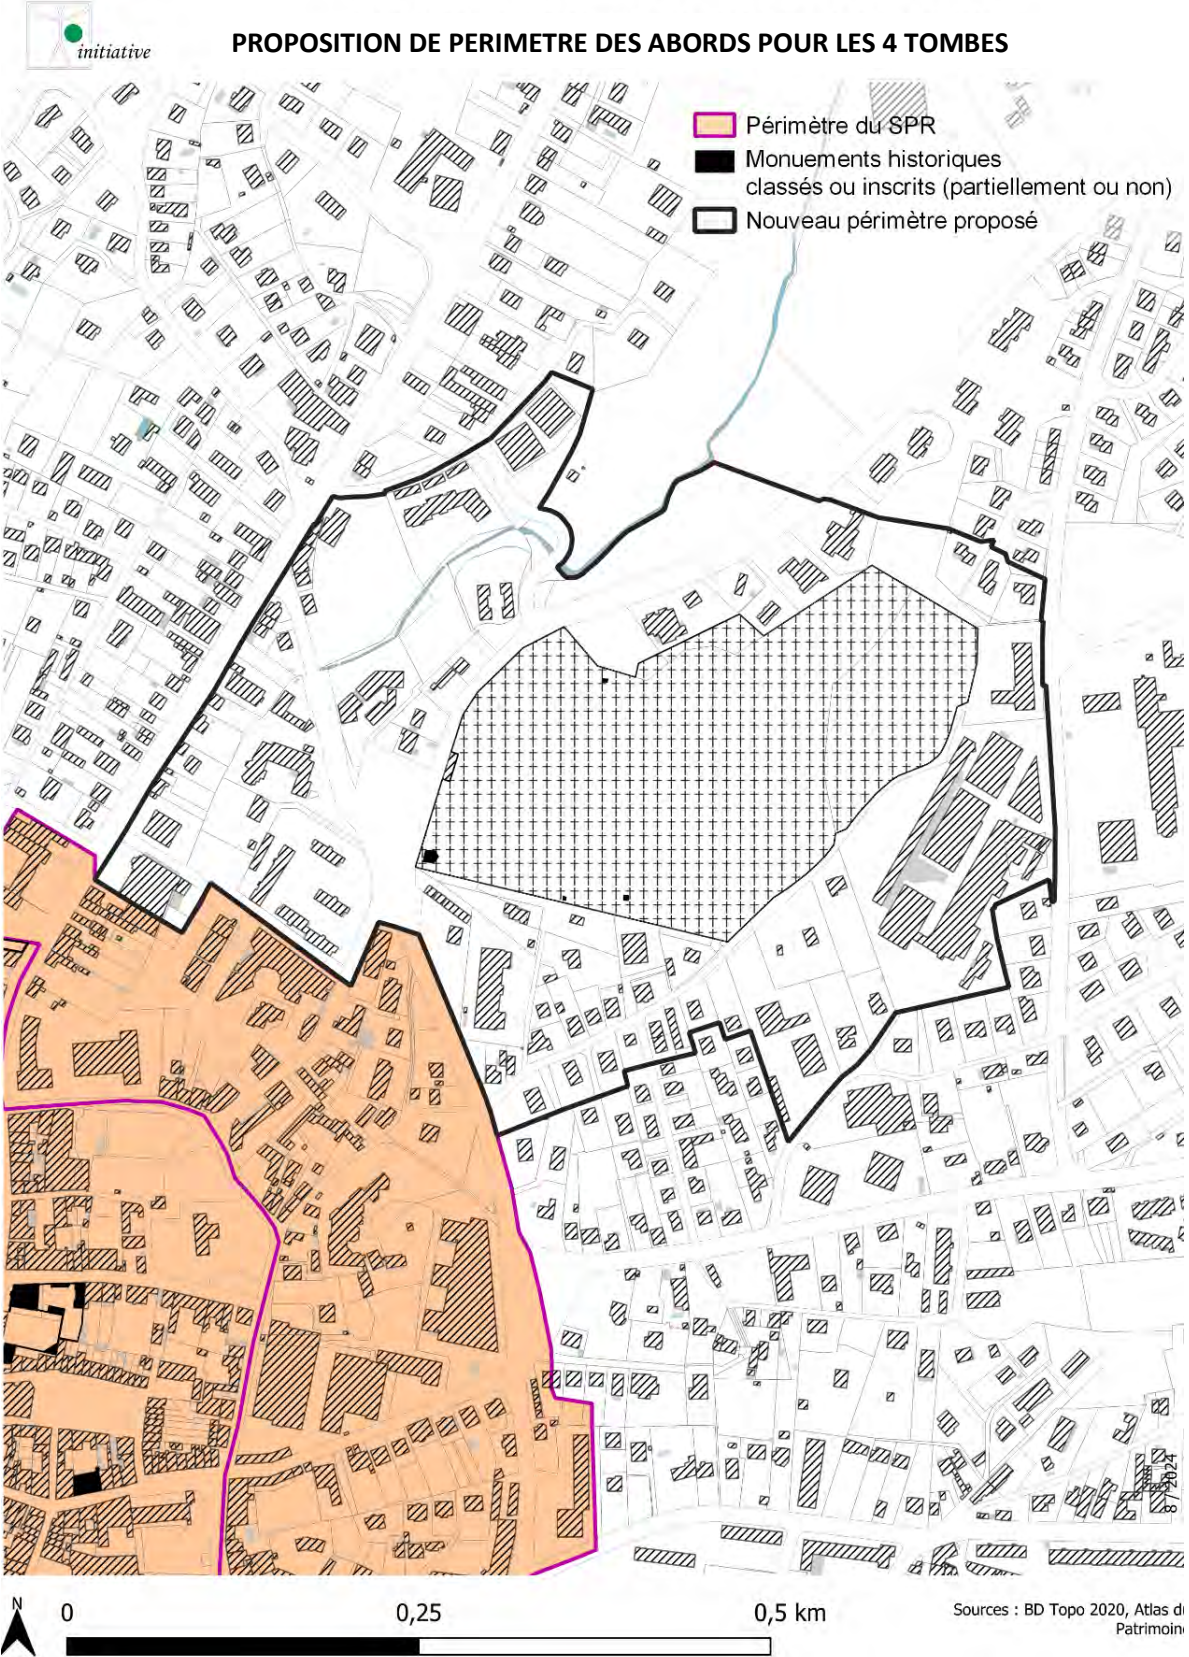 initiative
PROPOSITION DE PERIMETRE DES ABORDS POUR LES 4 TOMBES
Périmètre du SPR
Monuements historiques
classés ou inscrits (partiellement ou non)
Nouveau périmètre proposé
8 / 2024
N
0 0,25 0,5 km
Sources : BD Topo 2020, Atlas du
Patrimoine